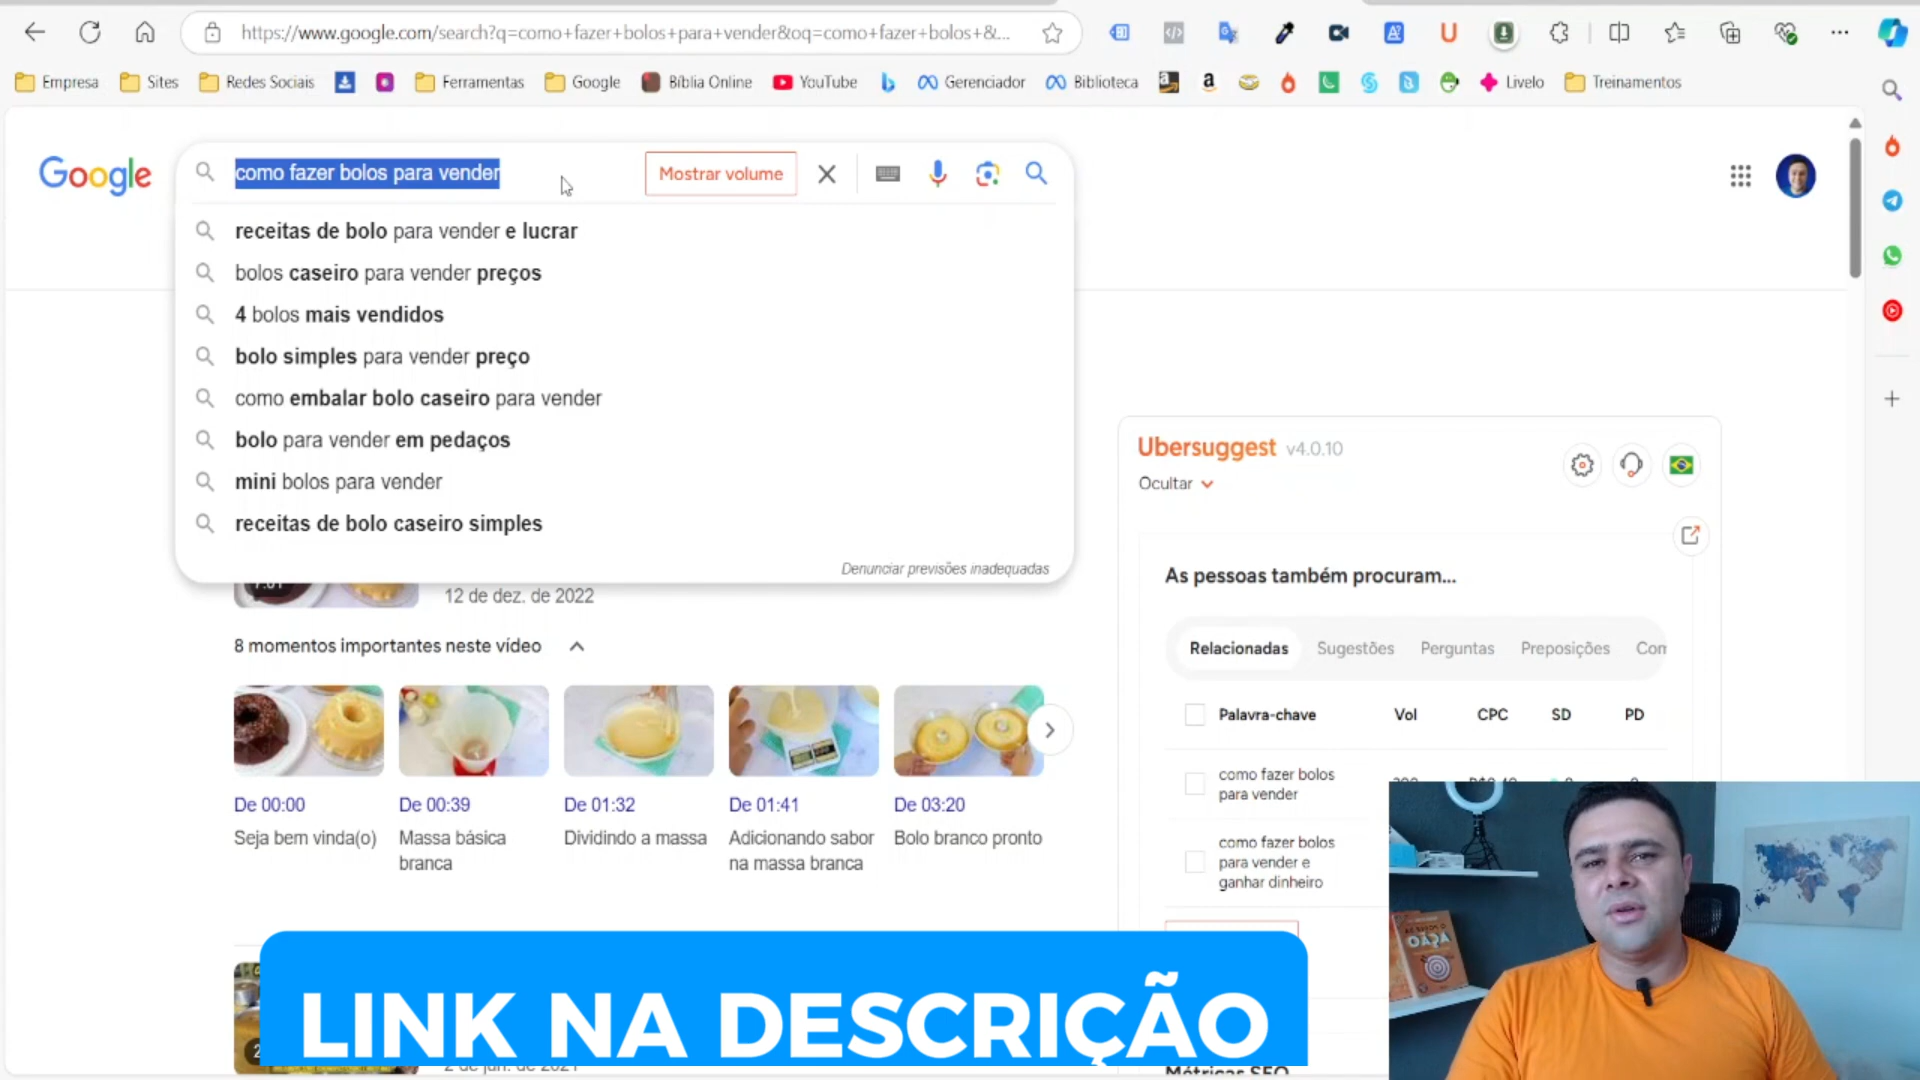 https://www.google.com/search?q=como+fazer+bolos+para+vender&oq=como+fazer+bolos+&...
Empresa
Sites
Redes Sociais
Ferramentas
Google
Bíblia Online
YouTube
Gerenciador
Biblioteca
Livelo
Treinamentos
Google
como fazer bolos para vender
Mostrar volume
receitas de bolo para vender e lucrar
bolos caseiro para vender preços
4 bolos mais vendidos
bolo simples para vender preço
como embalar bolo caseiro para vender
bolo para vender em pedaços
mini bolos para vender
receitas de bolo caseiro simples
Denunciar previsões inadequadas
12 de dez. de 2022
8 momentos importantes neste vídeo
De 00:00
Seja bem vinda(o)
De 00:39
Massa básica
branca
De 01:32
Dividindo a massa
De 01:41
Adicionando sabor
na massa branca
De 03:20
Bolo branco pronto
Ubersuggest v4.0.10
Ocultar
As pessoas também procuram...
Relacionadas
Sugestões
Perguntas
Preposições
Com
Palavra-chave
Vol
CPC
SD
PD
como fazer bolos
para vender
como fazer bolos
para vender e
ganhar dinheiro
LINK NA DESCRIÇÃO
2 de jun. de 2021
Métricas SEO